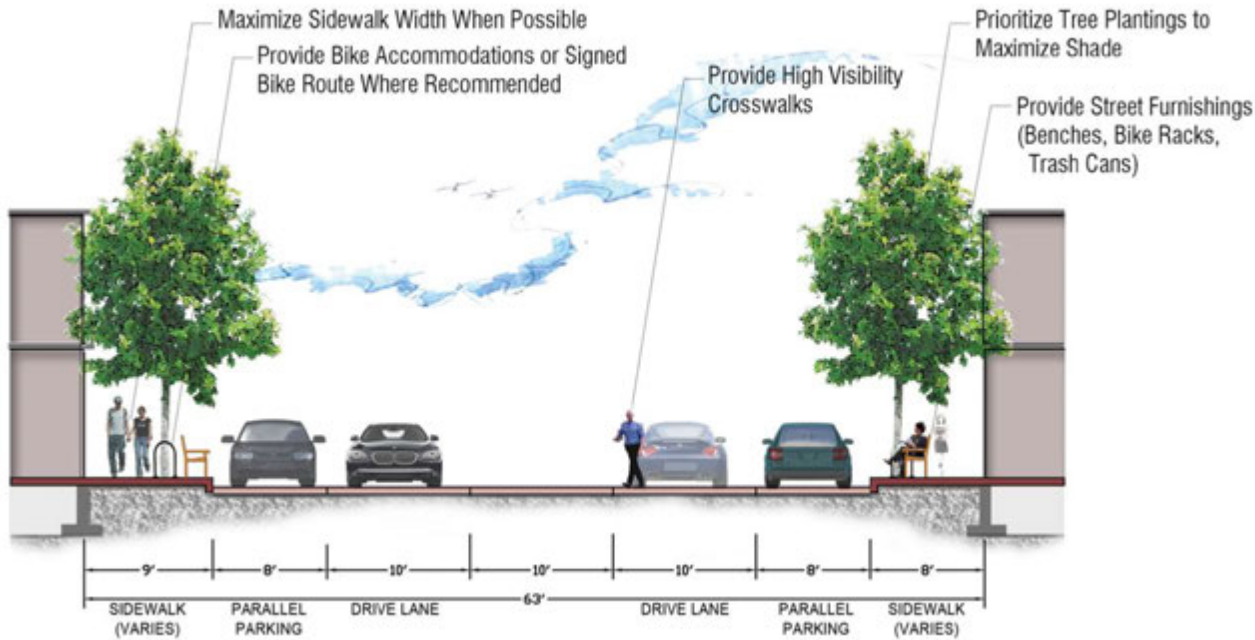 Maximize Sidewalk Width When Possible
Provide Bike Accommodations or Signed
Bike Route Where Recommended
Provide High Visibility
Crosswalks
Prioritize Tree Plantings to
Maximize Shade
Provide Street Furnishings
(Benches, Bike Racks,
Trash Cans)
9' 8' 10' 10' 10' 8' 8'
63'
SIDEWALK
(VARIES)
PARALLEL
PARKING
DRIVE LANE
DRIVE LANE
PARALLEL
PARKING
SIDEWALK
(VARIES)